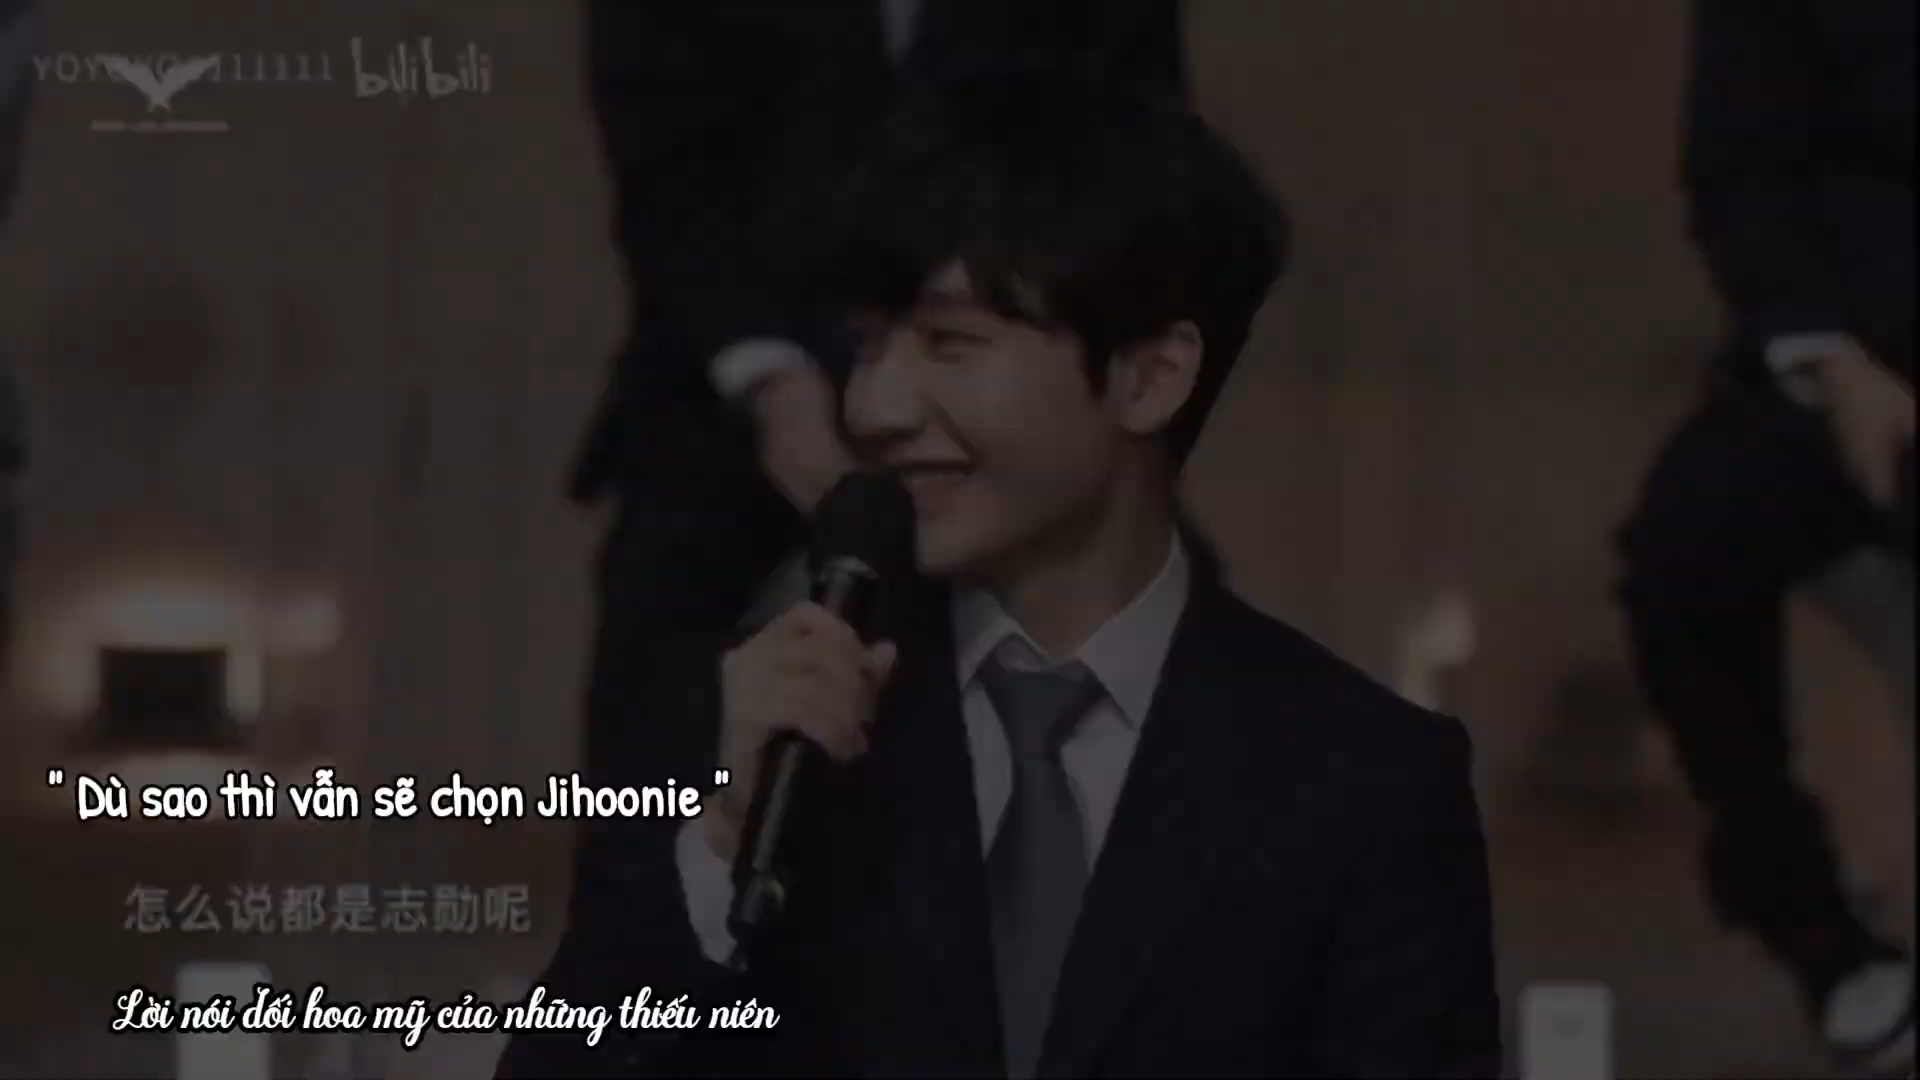 bilibili
" Dù sao thì vẫn sẽ chọn Jihoonie "
怎么说都是志勋呢
Lời nói dối hoa mỹ của những thiếu niên